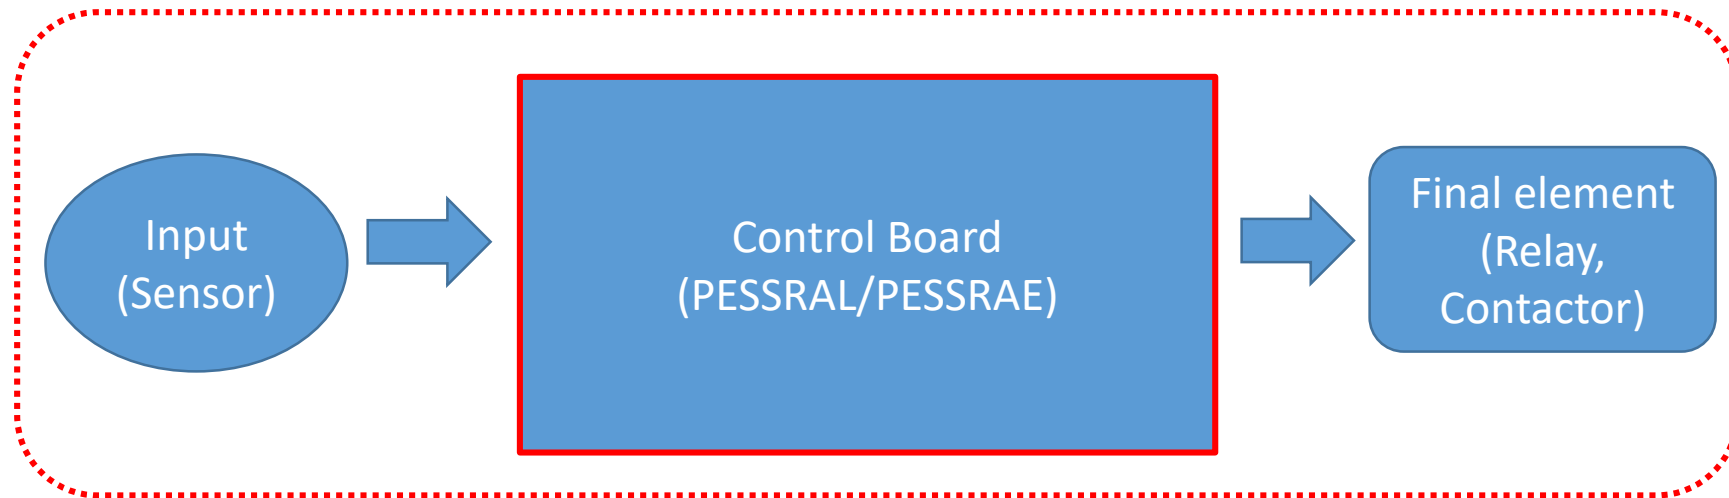 Input
(Sensor)
Control Board
(PESSRAL/PESSRAE)
Final element
(Relay,
Contactor)